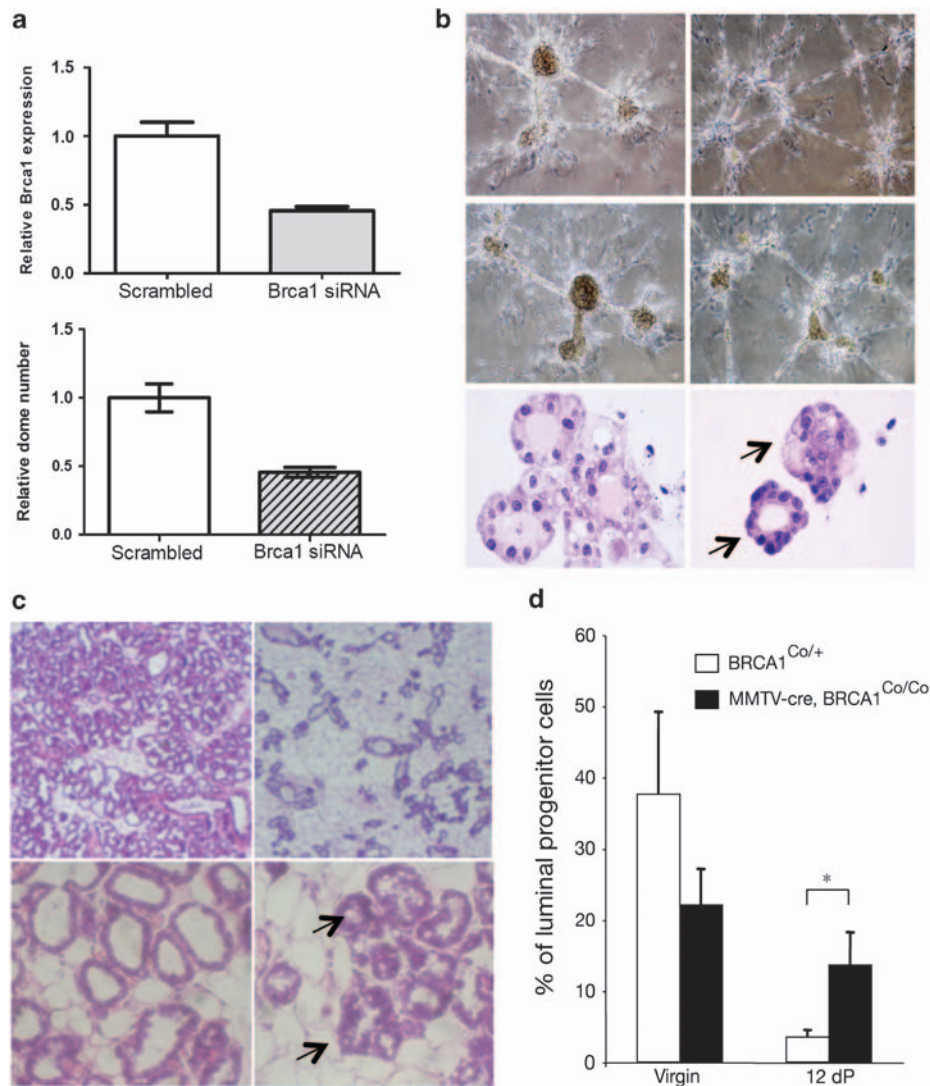 a
Relative Brca1 expression
1.5
1.0
0.5
0.0
Scrambled
Brca1 siRNA
Relative dome number
1.5
1.0
0.5
0.0
Scrambled
Brca1 siRNA
b
c
d
% of luminal progenitor cells
60
50
40
30
20
10
0
BRCA1Co/+
MMTV-cre, BRCA1Co/Co
*
Virgin
12 dP